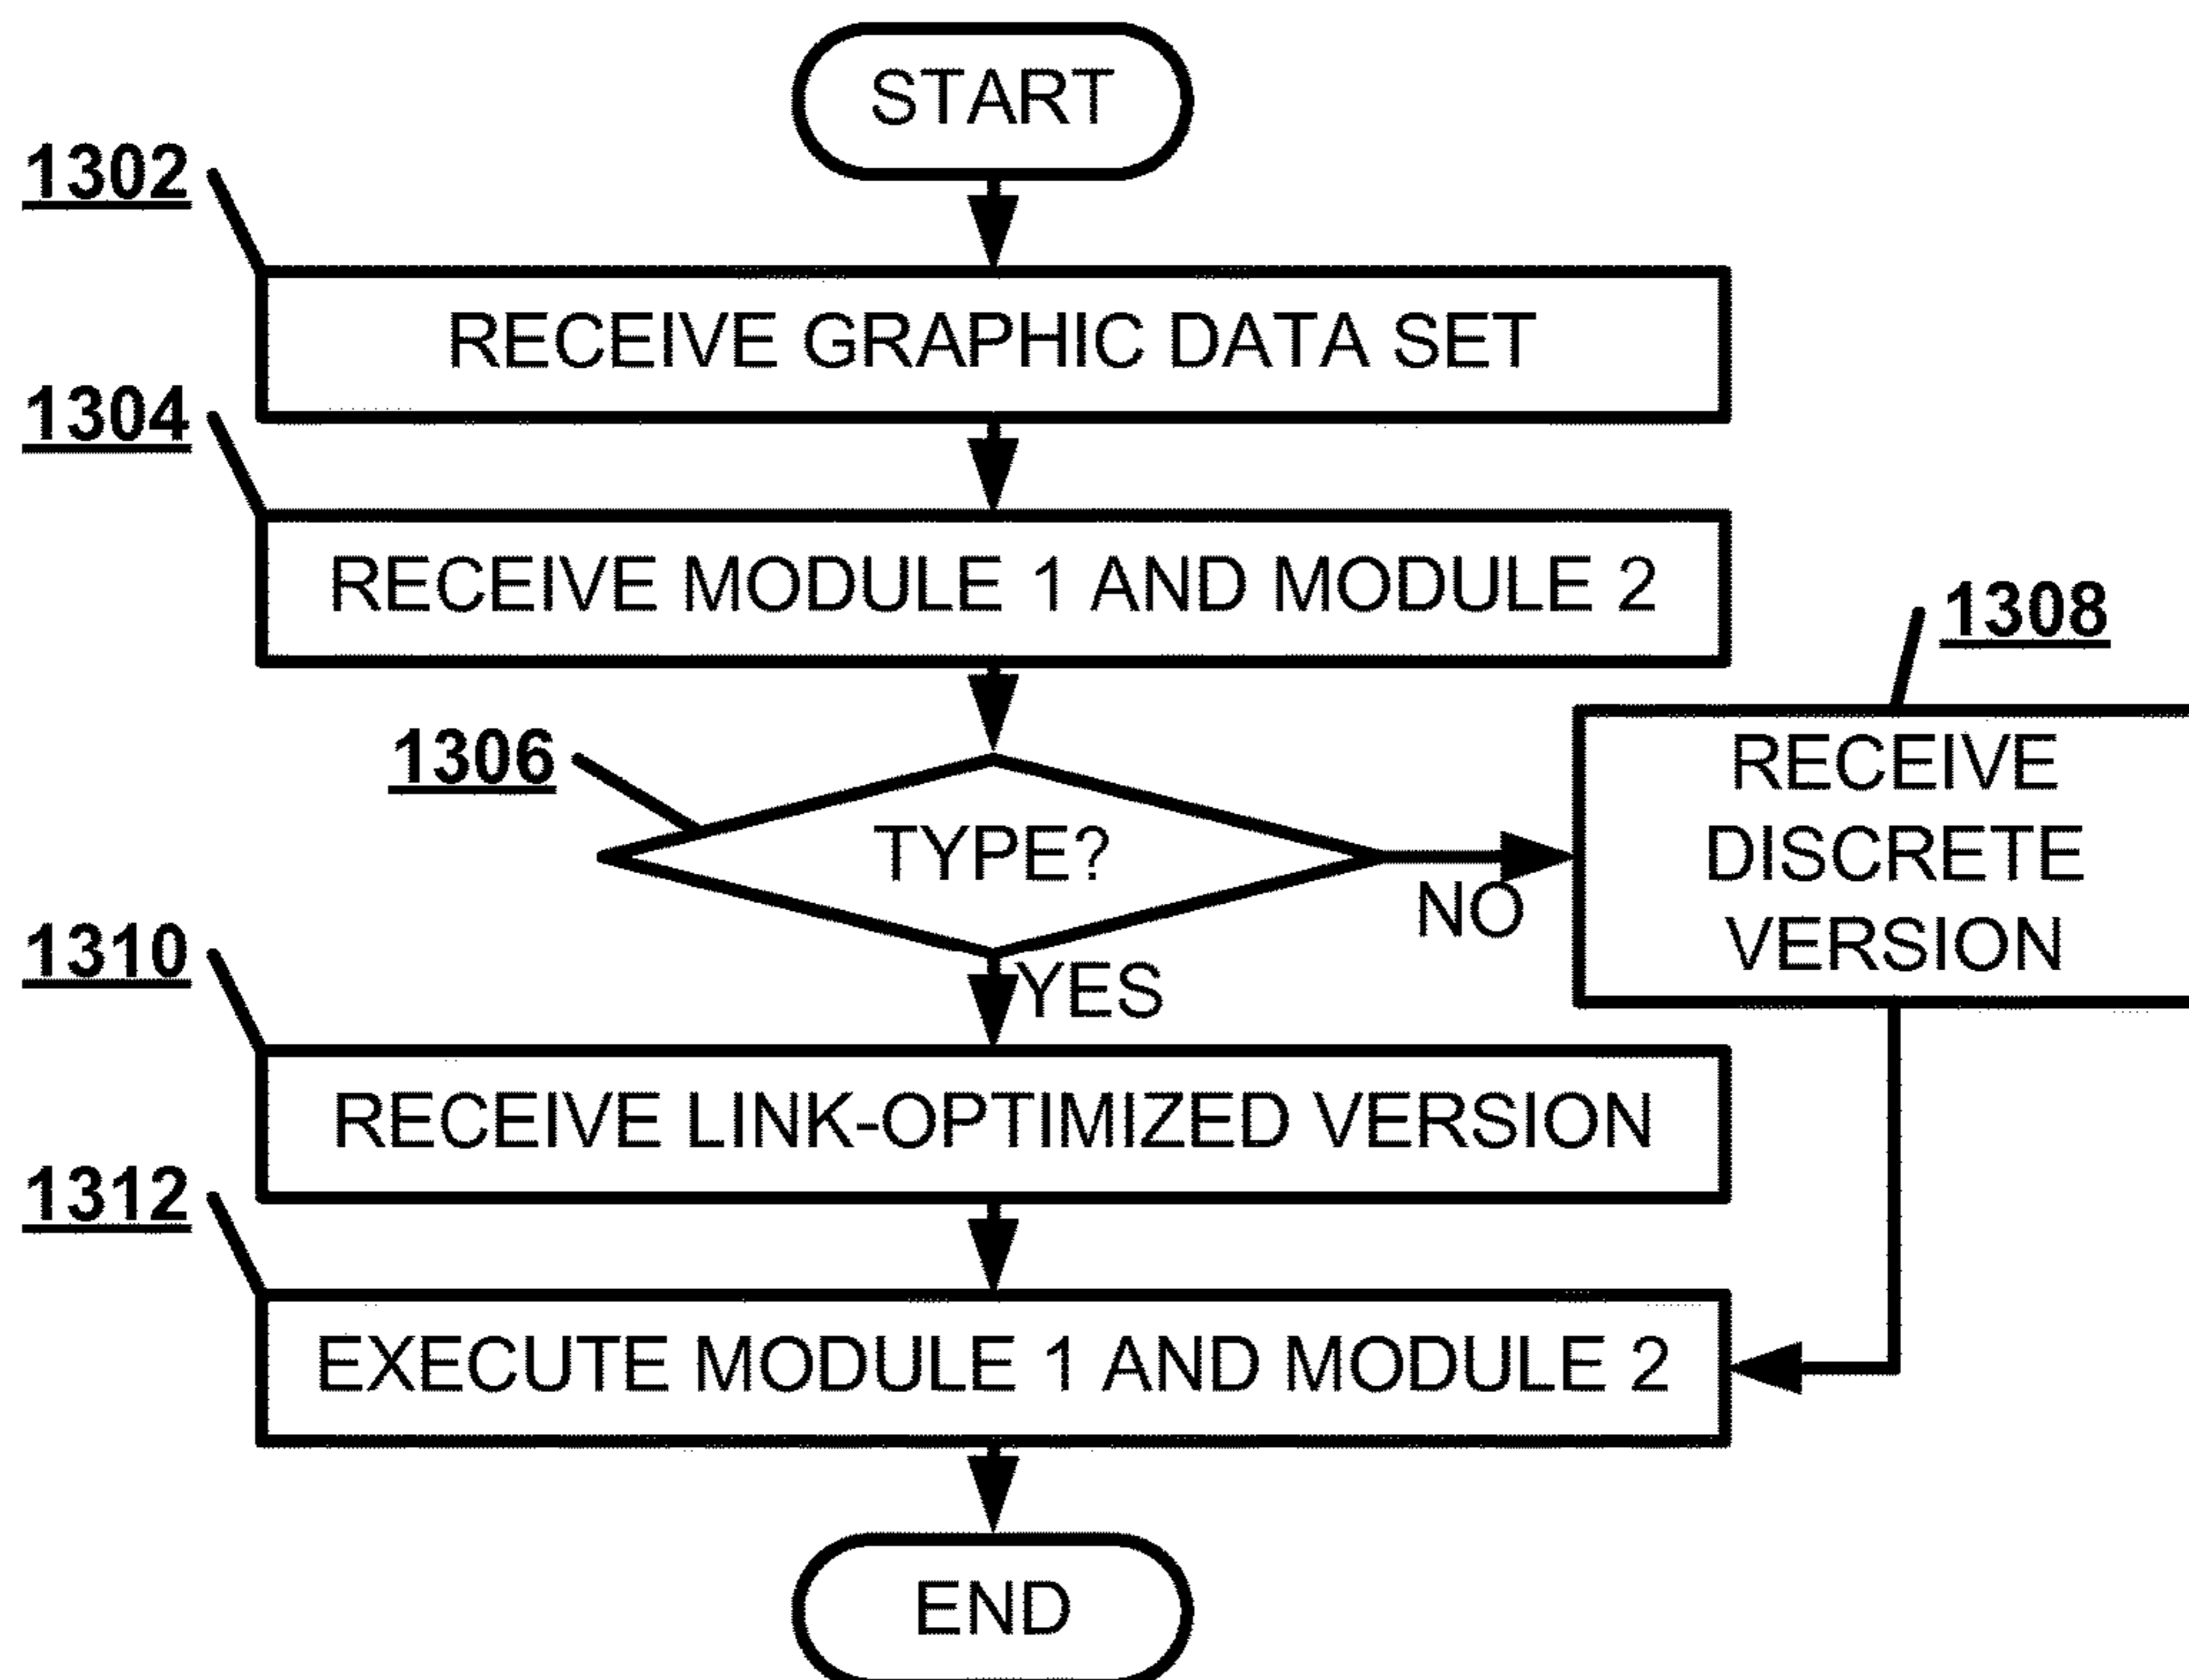 START
1302
RECEIVE GRAPHIC DATA SET
1304
RECEIVE MODULE 1 AND MODULE 2
1308
1306
TYPE?
NO
RECEIVE
DISCRETE
VERSION
YES
1310
RECEIVE LINK-OPTIMIZED VERSION
1312
EXECUTE MODULE 1 AND MODULE 2
END